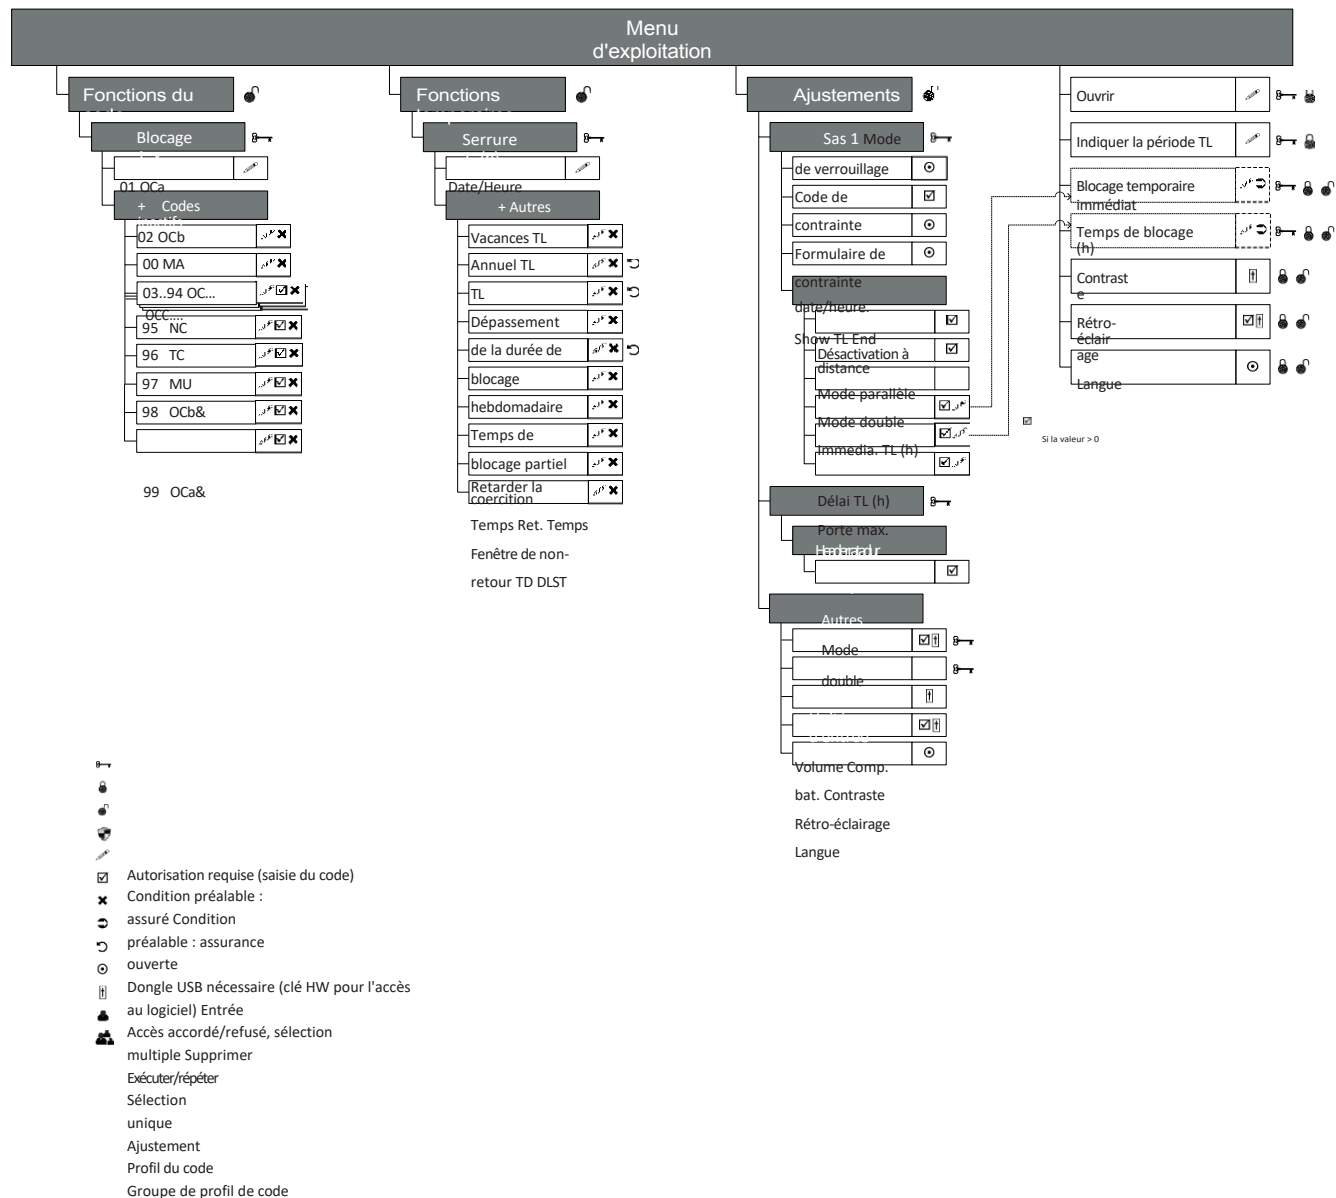 Menu
d'exploitation
Fonctions du
Blocage
01 OCa
+ Codes
02 OCb
00 MA
03..94 OC...
OCC....
95 NC
96 TC
97 MU
98 OCb&
99 OCa&
Fonctions
Serrure
Date/Heure
+ Autres
Vacances TL
Annuel TL
TL
Dépassement
de la durée de
blocage
hebdomadaire
Temps de
blocage partiel
Retarder la
coercition
Temps Ret. Temps
Fenêtre de non-
retour TD DLST
Ajustements
Sas 1 Mode
de verrouillage
Code de
contrainte
Formulaire de
contrainte
date/heure.
Show TL End
Désactivation à
distance
Mode parallèle
Mode double
Immedia. TL (h)
Délai TL (h)
Porte max.
Autres
Mode
double
Volume Comp.
bat. Contraste
Rétro-éclairage
Langue
Ouvrir
Indiquer la période TL
Blocage temporaire
immédiat
Temps de blocage
(h)
Contrast
e
Rétro-
éclair
age
Langue
Si la valeur > 0
Autorisation requise (saisie du code)
Condition préalable :
assuré Condition
préalable : assurance
ouverte
Dongle USB nécessaire (clé HW pour l'accès
au logiciel) Entrée
Accès accordé/refusé, sélection
multiple Supprimer
Exécuter/répéter
Sélection
unique
Ajustement
Profil du code
Groupe de profil de code